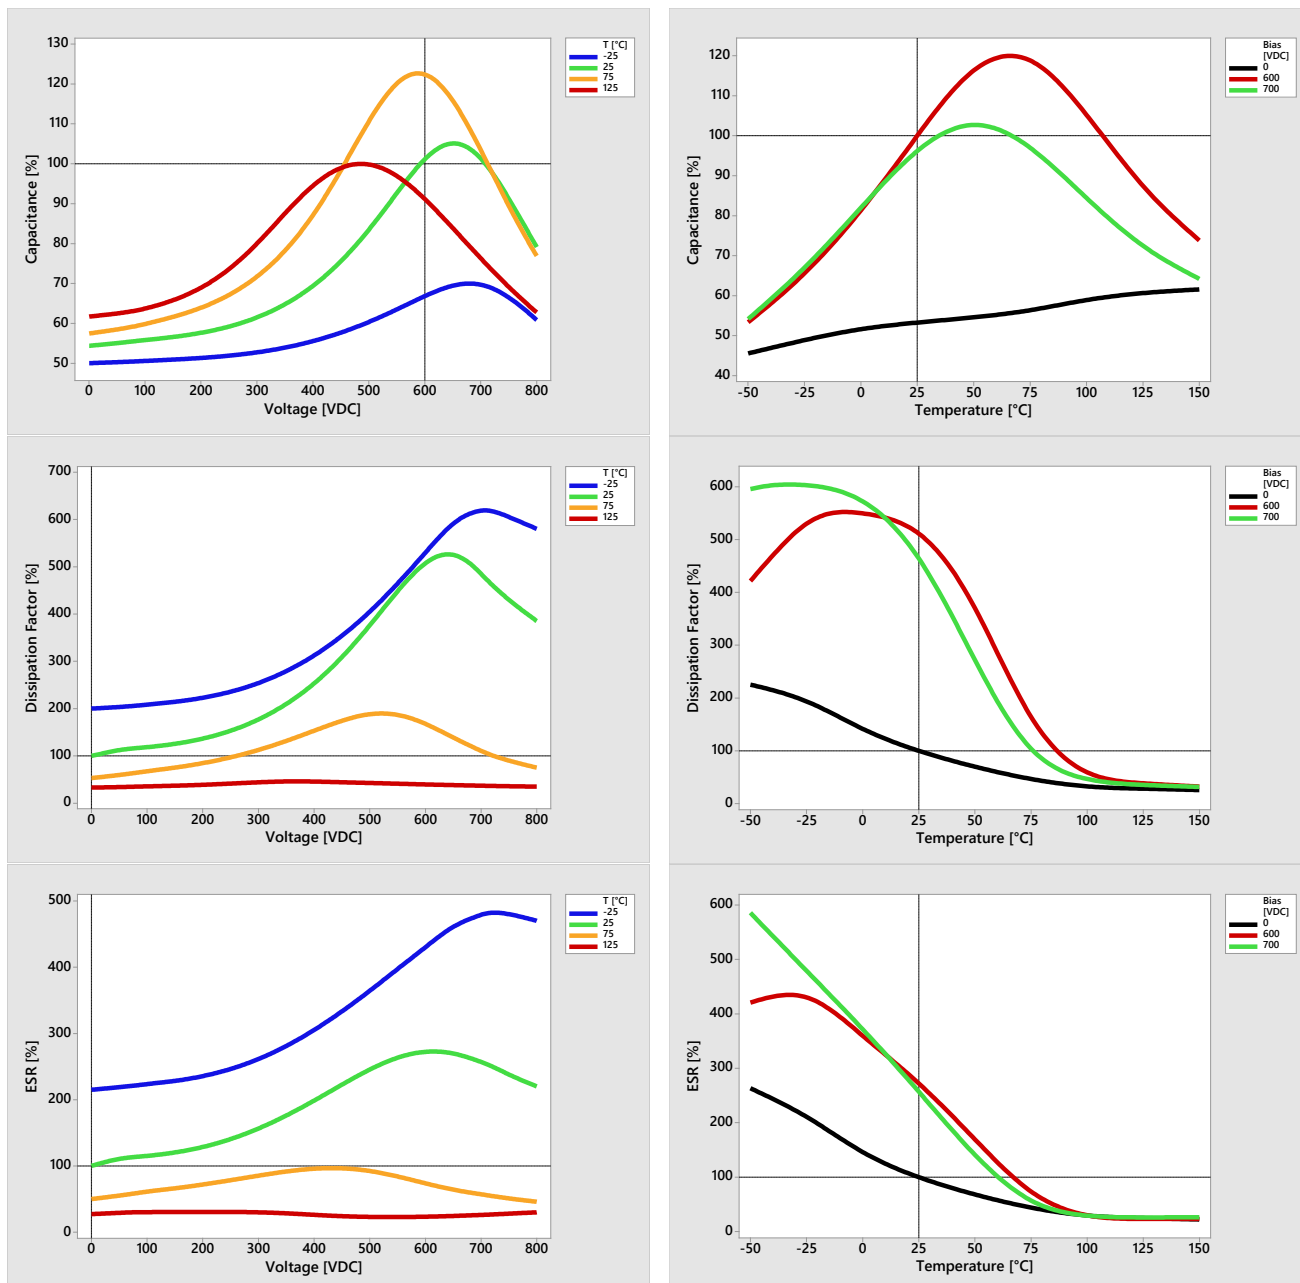 Capacitance [%]
130
120
110
100
90
80
70
60
50
0 100 200 300 400 500 600 700 800
Voltage [VDC]
T [°C]
-25
25
75
125
Capacitance [%]
120
110
100
90
80
70
60
50
40
-50 -25 0 25 50 75 100 125 150
Temperature [°C]
Bias
[VDC]
0
600
700
Dissipation Factor [%]
700
600
500
400
300
200
100
0
0 100 200 300 400 500 600 700 800
Voltage [VDC]
T [°C]
-25
25
75
125
Dissipation Factor [%]
600
500
400
300
200
100
0
-50 -25 0 25 50 75 100 125 150
Temperature [°C]
Bias
[VDC]
0
600
700
ESR [%]
500
400
300
200
100
0
0 100 200 300 400 500 600 700 800
Voltage [VDC]
T [°C]
-25
25
75
125
ESR [%]
600
500
400
300
200
100
0
-50 -25 0 25 50 75 100 125 150
Temperature [°C]
Bias
[VDC]
0
600
700